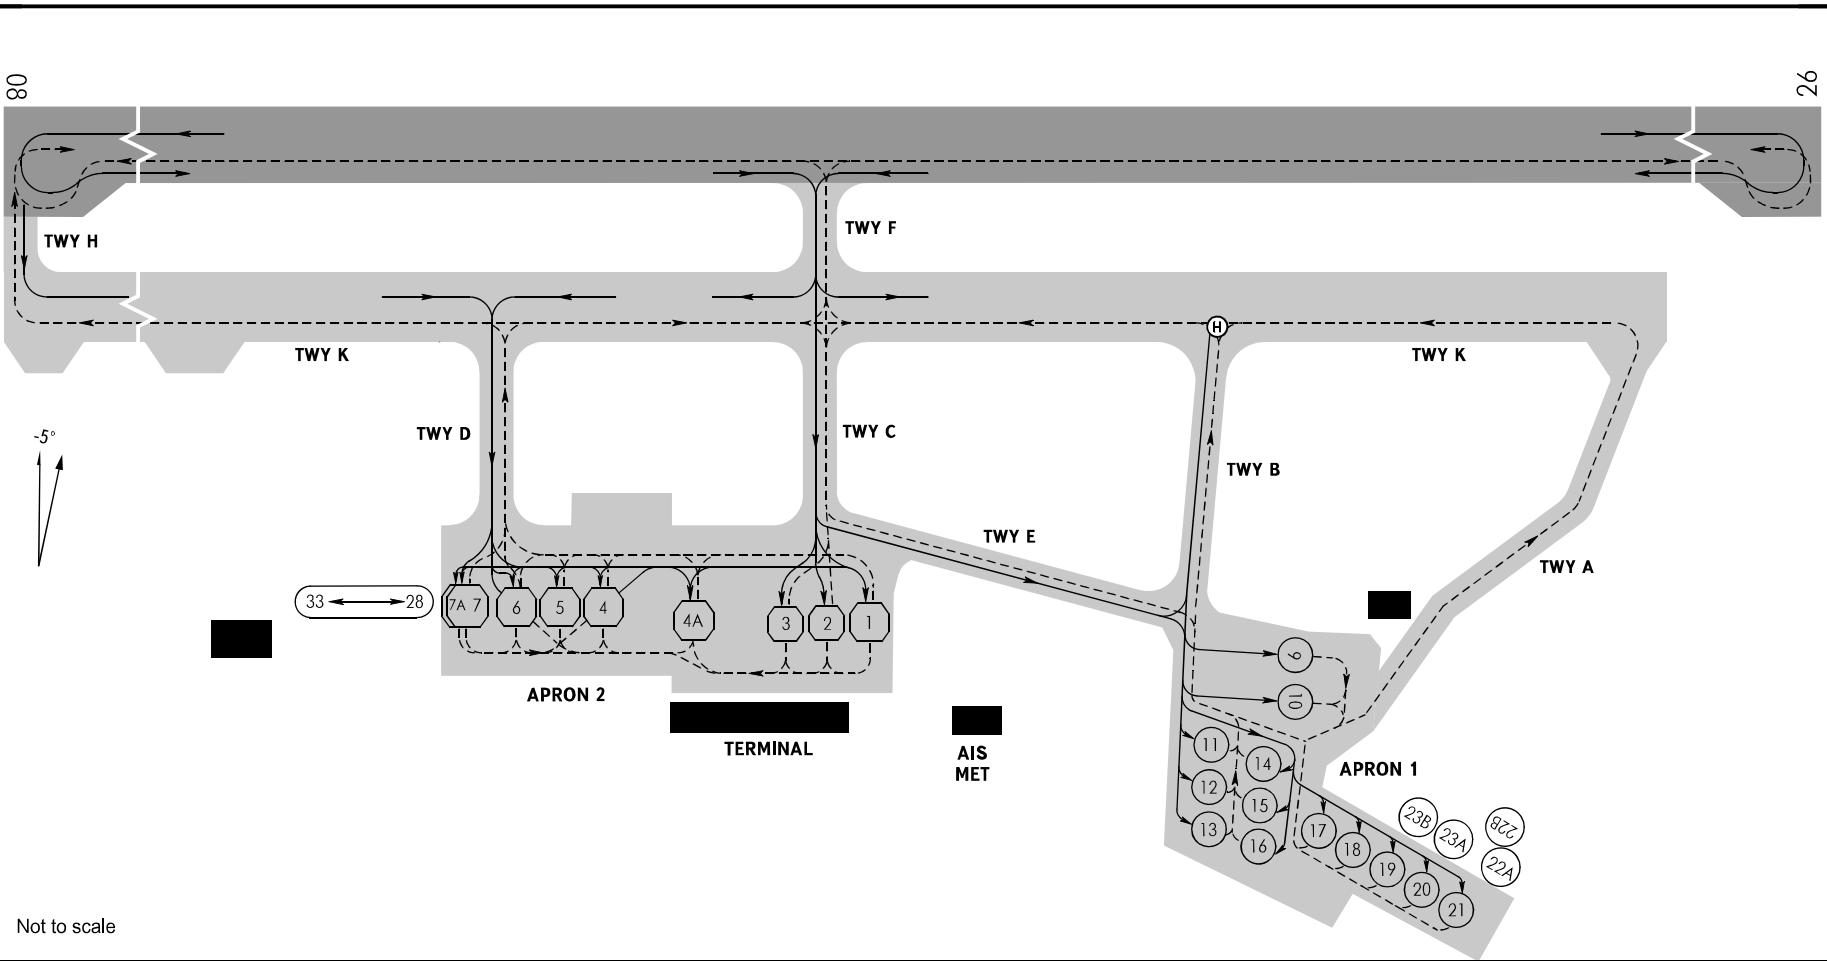 08
26
TWY H
TWY F
TWY K
H
TWY K
-5°
TWY D
TWY C
TWY B
TWY E
TWY A
33
28
7A 7
6
5
4
4A
3
2
1
9
10
APRON 2
TERMINAL
AIS
MET
11
14
12
15
13
16
APRON 1
17
18
19
20
21
23B
23A
22B
22A
Not to scale